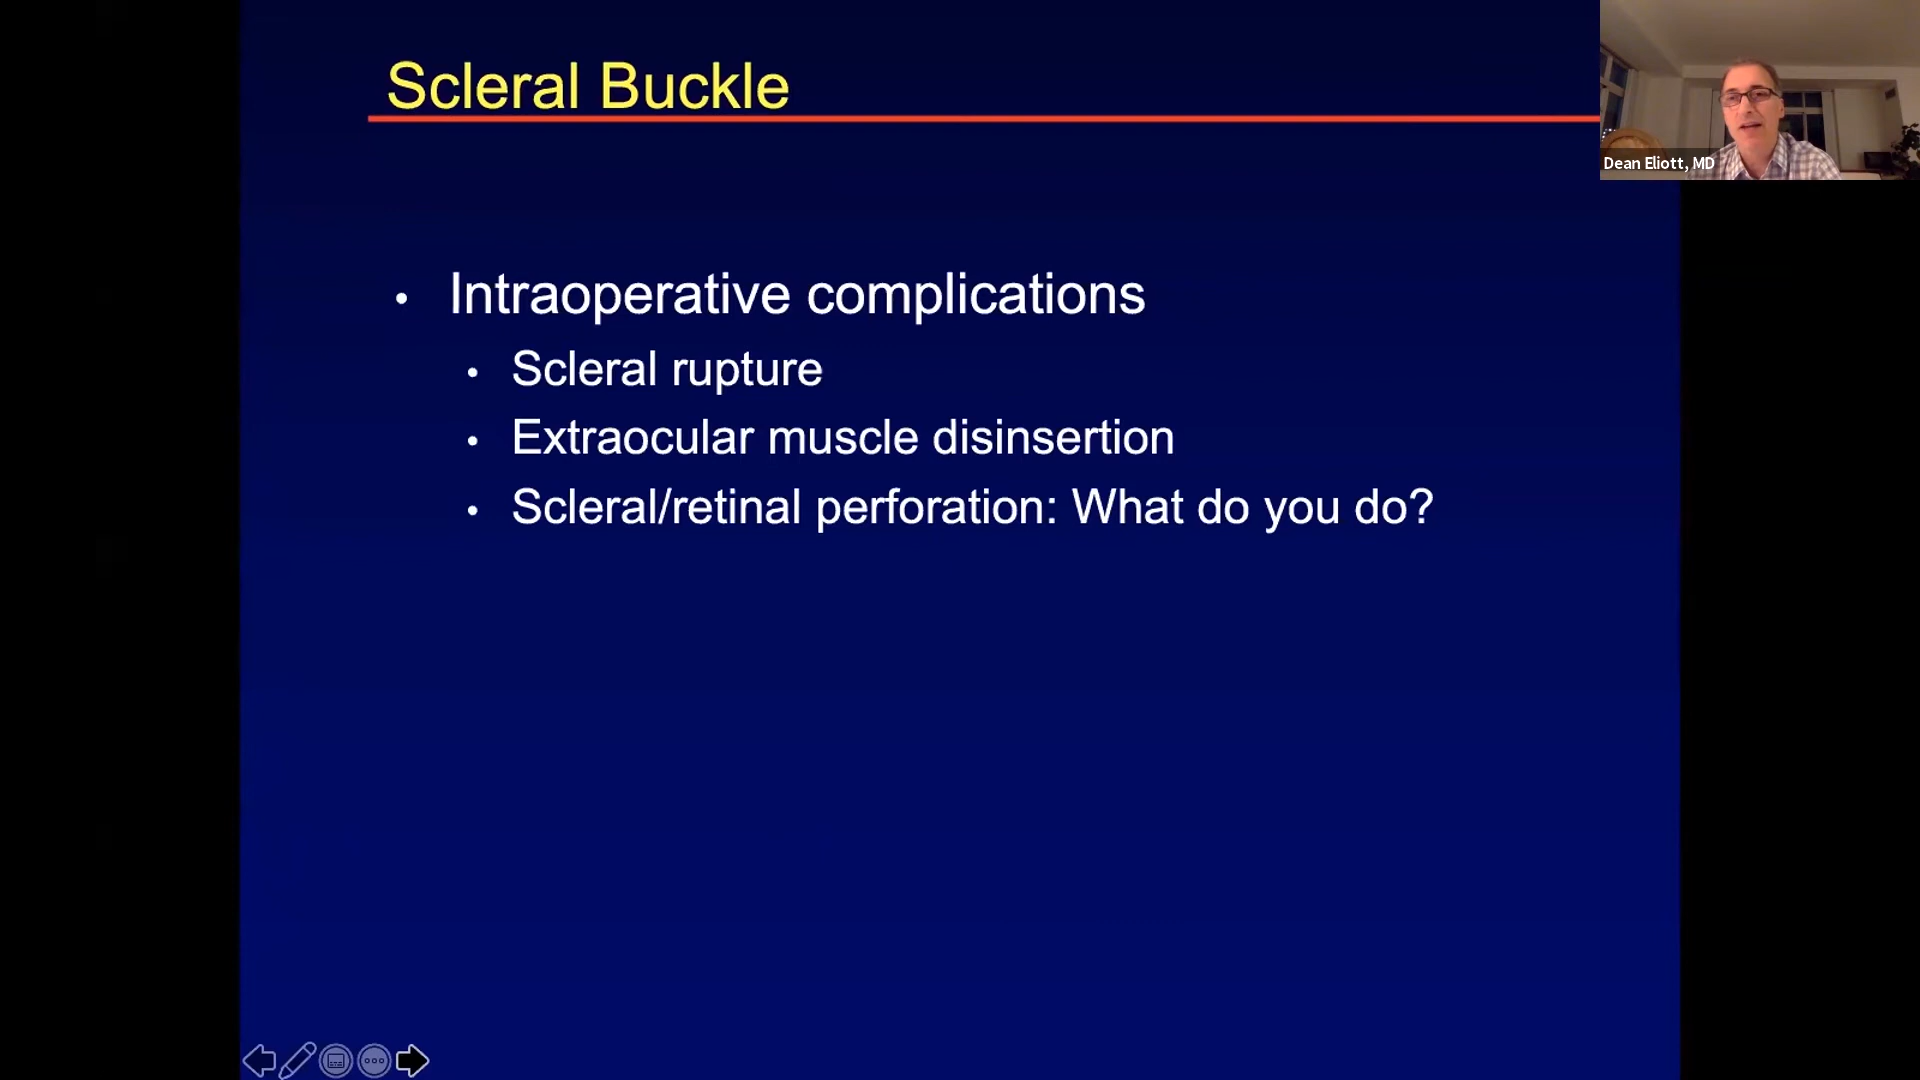 Scleral Buckle
Dean Eliott, MD
• Intraoperative complications
• Scleral rupture
• Extraocular muscle disinsertion
• Scleral/retinal perforation: What do you do?